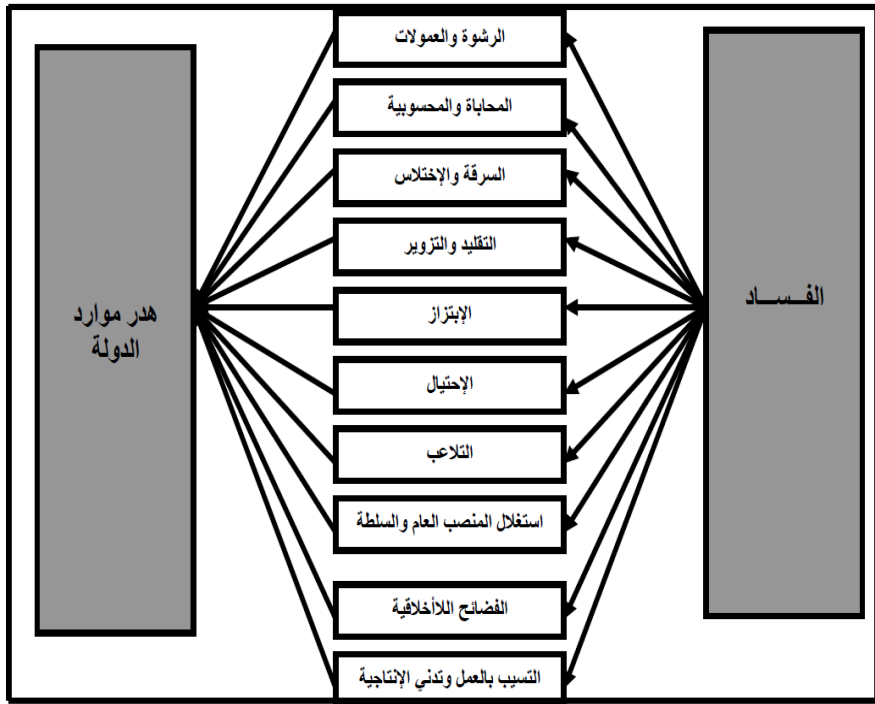 الفـــســـاد
الرشوة والعمولات
المحاباة والمحسوبية
السرقة والإختلاس
التقليد والتزوير
الإبتزاز
الإحتيال
التلاعب
استغلال المنصب العام والسلطة
الفضائح اللاأخلاقية
التسيب بالعمل وتدني الإنتاجية
هدر موارد
الدولة